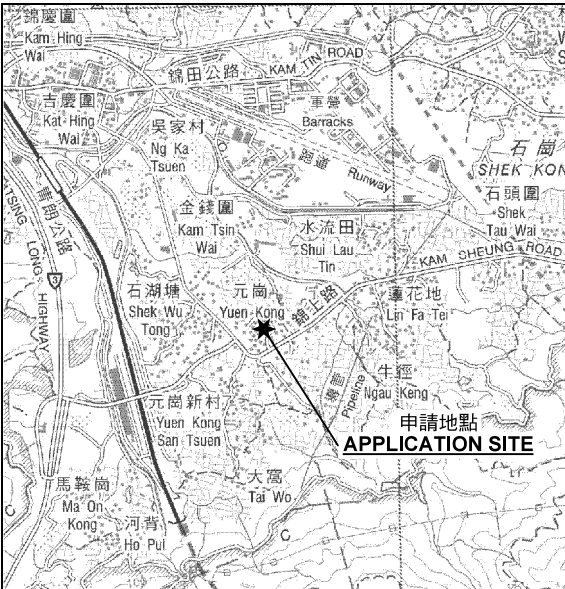 錦慶圍
Kam Hing
Wai
錦田公路
KAM TIN ROAD
吉慶圍
Kat Hing
Wai
吳家村
Ng Ka
Tsuen
軍營
Barracks
跑道
Runway
石崗
SHEK KON
石頭圍
Shek
Tau Wai
青朗公路
TSING
LONG
HIGHWAY
3
金錢圍
Kam Tsin
Wai
水流田
Shui Lau
Tin
KAM SHEUNG ROAD
錦上路
石湖塘
Shek Wu
Tong
元崗
Yuen Kong
蓮花地
Lin Fa Tei
牛徑
Ngau Keng
Pipeline
元崗新村
Yuen Kong
San Tsuen
申請地點
APPLICATION SITE
馬鞍崗
Ma On
Kong
河背
Ho Pui
大窩
Tai Wo
C
C